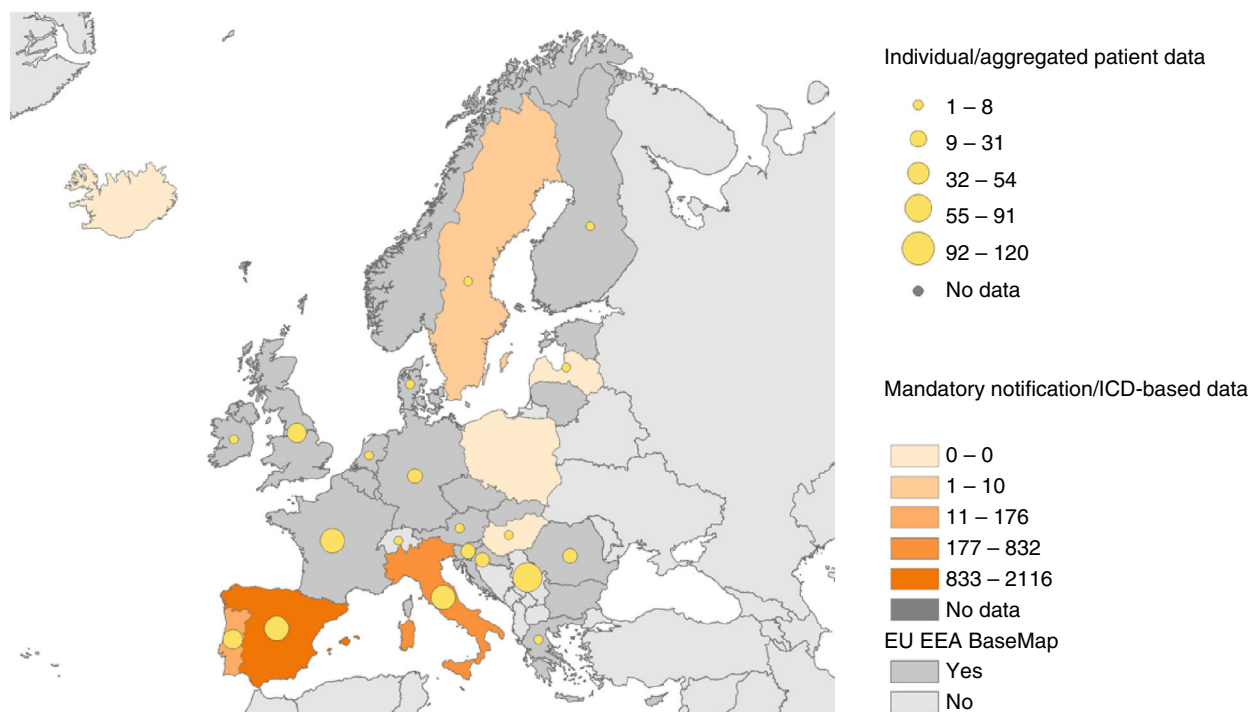 Individual/aggregated patient data
1 – 8
9 – 31
32 – 54
55 – 91
92 – 120
No data
Mandatory notification/ICD-based data
0 – 0
1 – 10
11 – 176
177 – 832
833 – 2116
No data
EU EEA BaseMap
Yes
No